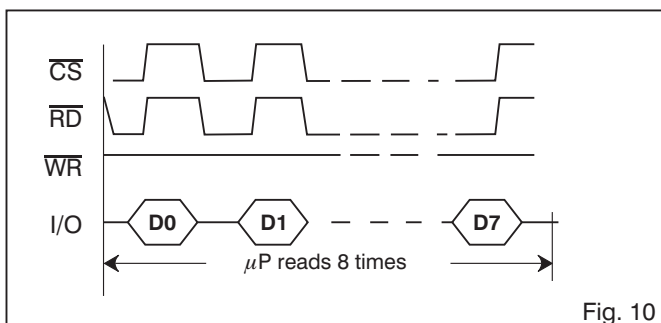 CS
RD
WR
I/O D0 D1 D7
µP reads 8 times
Fig. 10